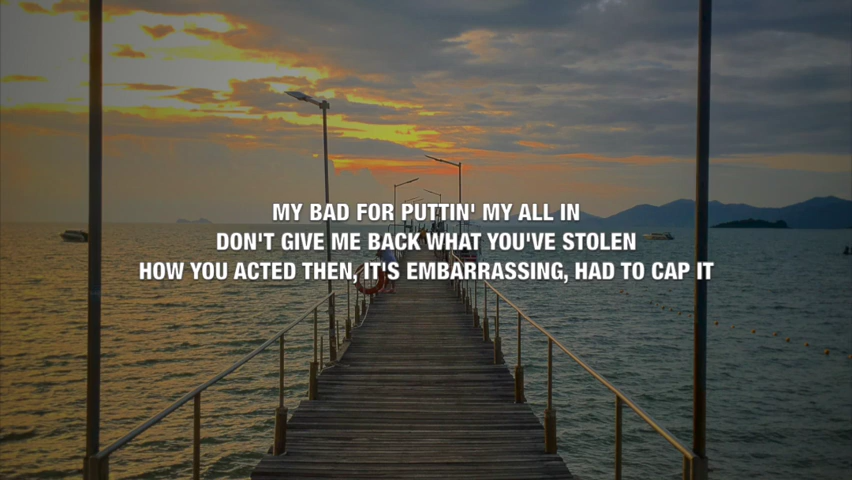 MY BAD FOR PUTTIN' MY ALL IN
DON'T GIVE ME BACK WHAT YOU'VE STOLEN
HOW YOU ACTED THEN, IT'S EMBARRASSING, HAD TO CAP IT